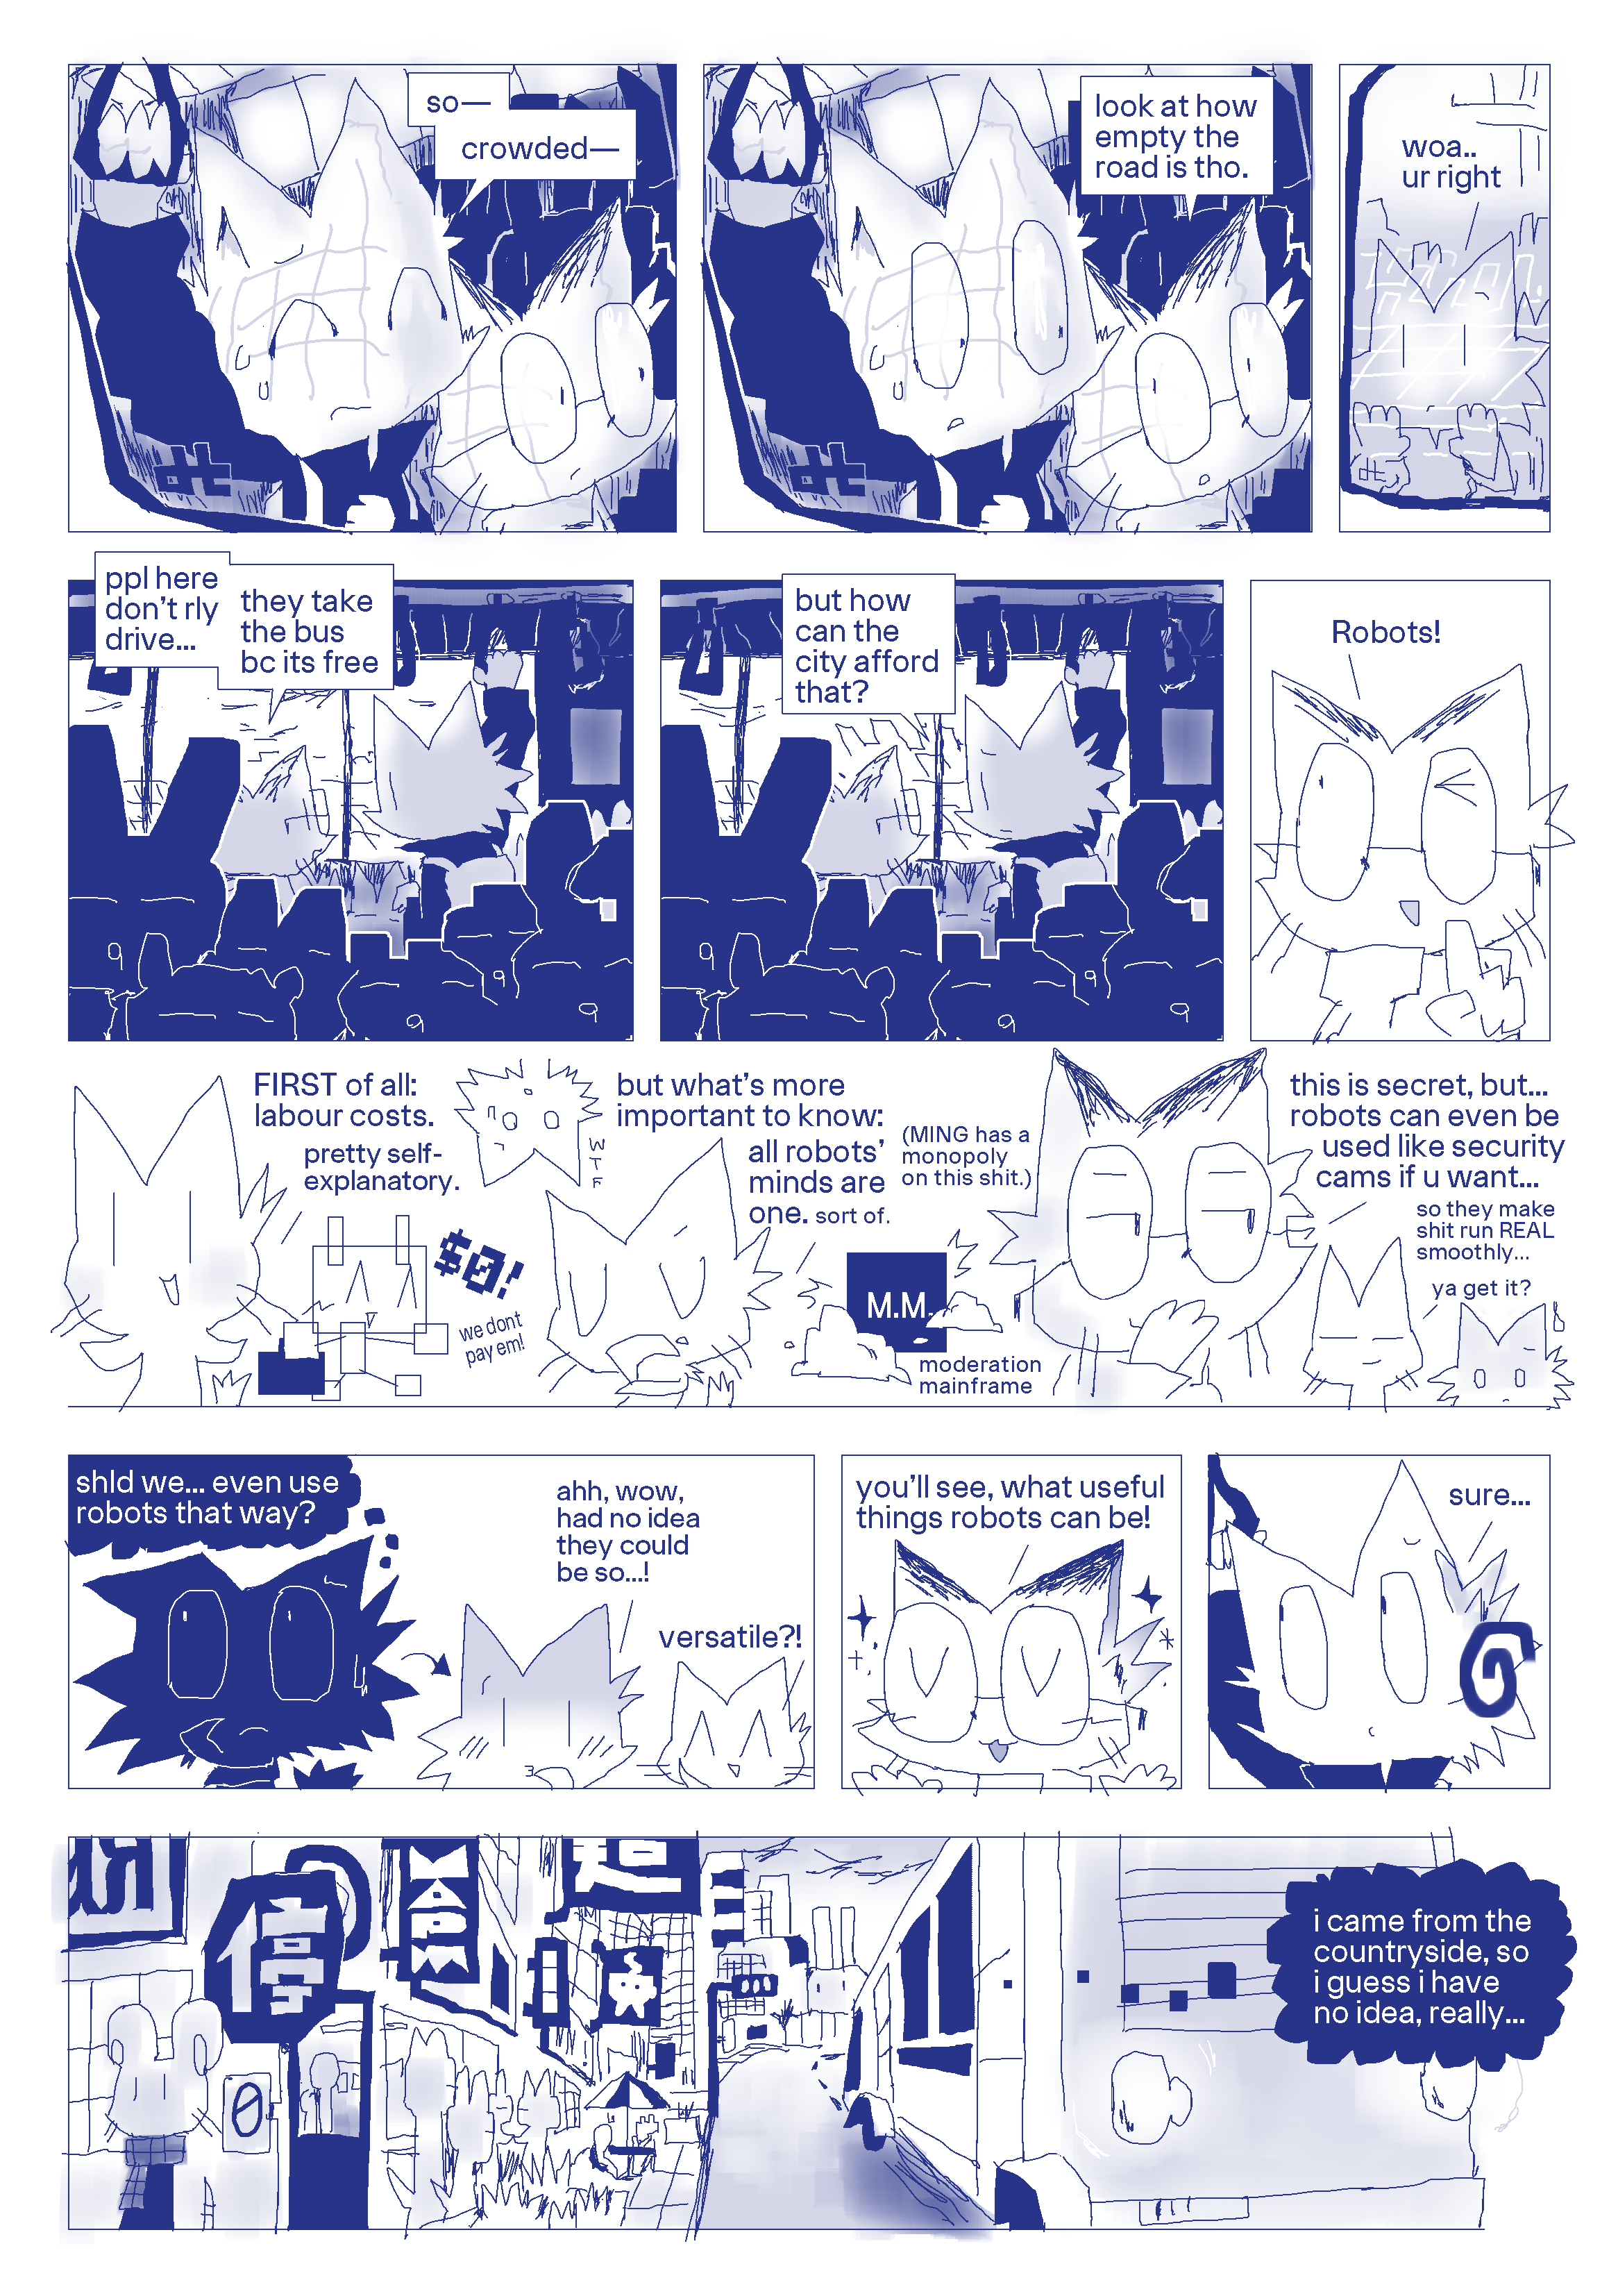 so—
crowded—
look at how
empty the
road is tho.
woa..
ur right
ppl here
don't rly
drive...
they take
the bus
bc its free
but how
can the
city afford
that?
Robots!
FIRST of all:
labour costs.
pretty self-
explanatory.
$0!
we dont
pay em!
WTF
but what's more
important to know:
all robots'
minds are
one. sort of.
(MING has a
monopoly
on this shit.)
M.M.
moderation
mainframe
this is secret, but...
robots can even be
used like security
cams if u want...
so they make
shit run REAL
smoothly...
ya get it?
shld we... even use
robots that way?
ahh, wow,
had no idea
they could
be so...!
versatile?!
you'll see, what useful
things robots can be!
sure...
停
i came from the
countryside, so
i guess i have
no idea, really...